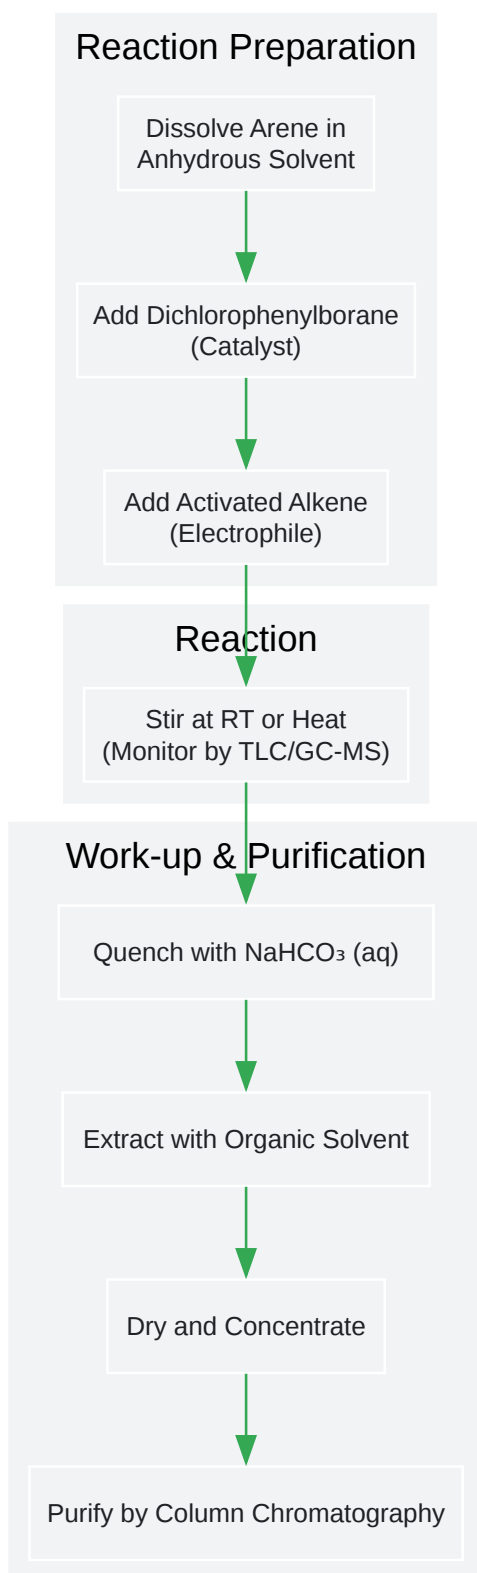 Reaction Preparation
Dissolve Arene in
Anhydrous Solvent
Add Dichlorophenylborane
(Catalyst)
Add Activated Alkene
(Electrophile)
Reaction
Stir at RT or Heat
(Monitor by TLC/GC-MS)
Work-up & Purification
Quench with NaHCO₃ (aq)
Extract with Organic Solvent
Dry and Concentrate
Purify by Column Chromatography